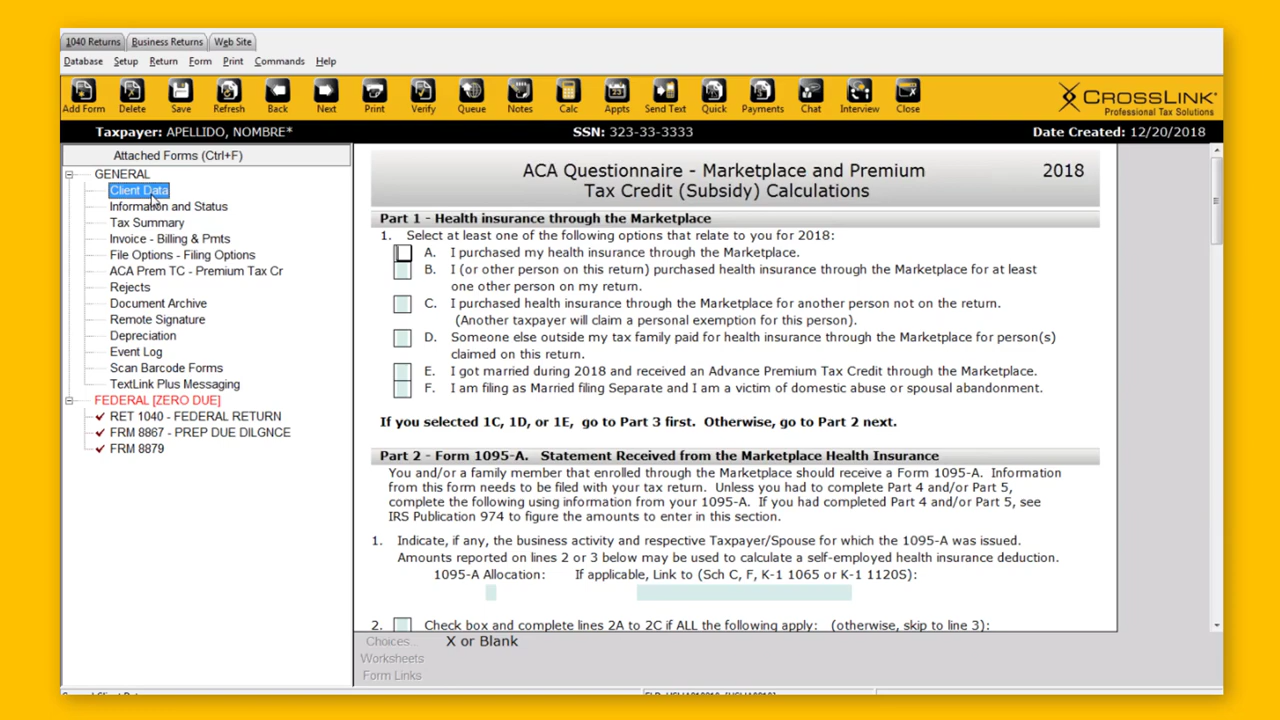 1040 Returns Business Returns Web Site
Database Setup Return Form Print Commands Help
Add Form Delete Save Refresh Back Next Print Verify Queue Notes Calc Appts Send Text Quick Payments Chat Interview Close
CROSSLINK
Professional Tax Solutions
Taxpayer: APELLIDO, NOMBRE* SSN: 323-33-3333 Date Created: 12/20/2018
Attached Forms (Ctrl+F)
GENERAL
Client Data
Information and Status
Tax Summary
Invoice - Billing & Pmts
File Options - Filing Options
ACA Prem TC - Premium Tax Cr
Rejects
Document Archive
Remote Signature
Depreciation
Event Log
Scan Barcode Forms
TextLink Plus Messaging
FEDERAL [ZERO DUE]
RET 1040 - FEDERAL RETURN
FRM 8867 - PREP DUE DILGNCE
FRM 8879
ACA Questionnaire - Marketplace and Premium 2018
Tax Credit (Subsidy) Calculations
Part 1 - Health insurance through the Marketplace
1. Select at least one of the following options that relate to you for 2018:
A. I purchased my health insurance through the Marketplace.
B. I (or other person on this return) purchased health insurance through the Marketplace for at least
one other person on my return.
C. I purchased health insurance through the Marketplace for another person not on the return.
(Another taxpayer will claim a personal exemption for this person).
D. Someone else outside my tax family paid for health insurance through the Marketplace for person(s)
claimed on this return.
E. I got married during 2018 and received an Advance Premium Tax Credit through the Marketplace.
F. I am filing as Married filing Separate and I am a victim of domestic abuse or spousal abandonment.
If you selected 1C, 1D, or 1E, go to Part 3 first. Otherwise, go to Part 2 next.
Part 2 - Form 1095-A. Statement Received from the Marketplace Health Insurance
You and/or a family member that enrolled through the Marketplace should receive a Form 1095-A. Information
from this form needs to be filed with your tax return. Unless you had to complete Part 4 and/or Part 5,
complete the following using information from your 1095-A. If you had completed Part 4 and/or Part 5, see
IRS Publication 974 to figure the amounts to enter in this section.
1. Indicate, if any, the business activity and respective Taxpayer/Spouse for which the 1095-A was issued.
Amounts reported on lines 2 or 3 below may be used to calculate a self-employed health insurance deduction.
1095-A Allocation: If applicable, Link to (Sch C, F, K-1 1065 or K-1 1120S):
2. Check box and complete lines 2A to 2C if ALL the following apply: (otherwise, skip to line 3):
Choices... X or Blank
Worksheets
Form Links